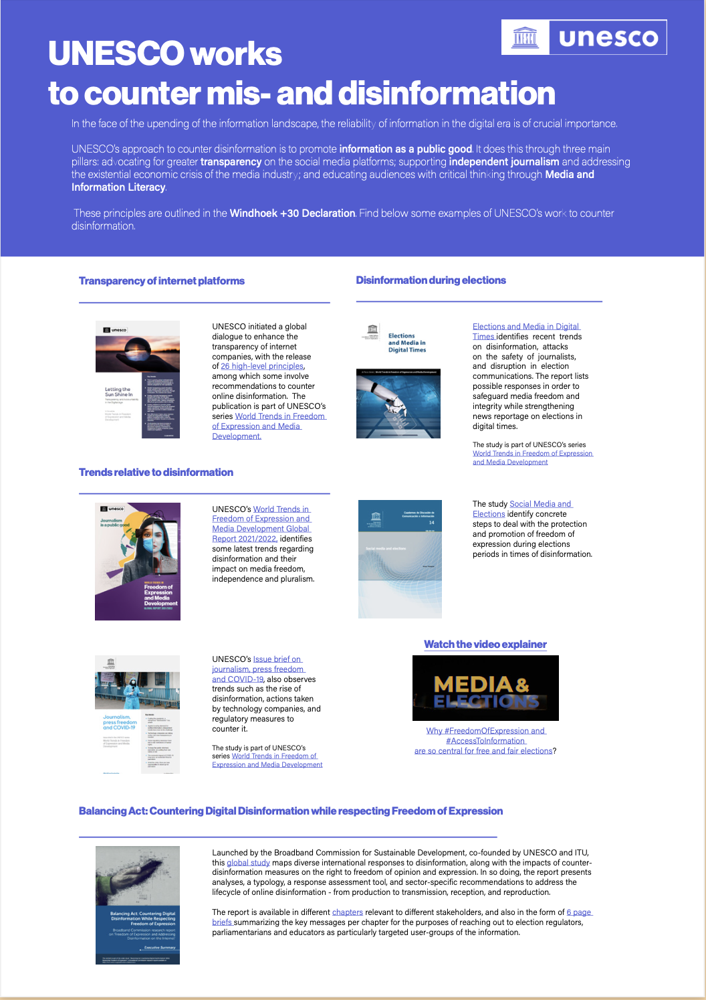 unesco
UNESCO works
to counter mis- and disinformation
In the face of the upending of the information landscape, the reliability of information in the digital era is of crucial importance.
UNESCO's approach to counter disinformation is to promote information as a public good. It does this through three main
pillars: advocating for greater transparency on the social media platforms; supporting independent journalism and addressing
the existential economic crisis of the media industry; and educating audiences with critical thinking through Media and
Information Literacy.
These principles are outlined in the Windhoek +30 Declaration. Find below some examples of UNESCO's work to counter
disinformation.
Transparency of internet platforms
unesco
Letting the
Sun Shine In
UNESCO initiated a global
dialogue to enhance the
transparency of internet
companies, with the release
of 26 high-level principles,
among which some involve
recommendations to counter
online disinformation. The
publication is part of UNESCO's
series World Trends in Freedom
of Expression and Media
Development.
Trends relative to disinformation
unesco
Journalism
is a public good
Freedom of
Expression
and Media
Development
GLOBAL REPORT 2021/2022
UNESCO's World Trends in
Freedom of Expression and
Media Development Global
Report 2021/2022, identifies
some latest trends regarding
disinformation and their
impact on media freedom,
independence and pluralism.
Journalism,
press freedom
and COVID-19
UNESCO's Issue brief on
journalism, press freedom
and COVID-19, also observes
trends such as the rise of
disinformation, actions taken
by technology companies, and
regulatory measures to
counter it.
The study is part of UNESCO's
series World Trends in Freedom of
Expression and Media Development
Disinformation during elections
Elections
and Media in
Digital Times
Elections and Media in Digital
Times identifies recent trends
on disinformation, attacks
on the safety of journalists,
and disruption in election
communications. The report lists
possible responses in order to
safeguard media freedom and
integrity while strengthening
news reportage on elections in
digital times.
The study is part of UNESCO's series
World Trends in Freedom of Expression
and Media Development
Cuadernos de Discusión de
Comunicación e Información
14
Social media and elections
The study Social Media and
Elections identify concrete
steps to deal with the protection
and promotion of freedom of
expression during elections
periods in times of disinformation.
Watch the video explainer
MEDIA &
ELECTIONS
Why #FreedomOfExpression and
#AccessToInformation
are so central for free and fair elections?
Balancing Act: Countering Digital Disinformation while respecting Freedom of Expression
Balancing Act: Countering Digital
Disinformation While Respecting
Freedom of Expression
Broadband Commission research report
on 'Freedom of Expression and Addressing
Disinformation on the Internet'
Executive Summary
Launched by the Broadband Commission for Sustainable Development, co-founded by UNESCO and ITU,
this global study maps diverse international responses to disinformation, along with the impacts of counter-
disinformation measures on the right to freedom of opinion and expression. In so doing, the report presents
analyses, a typology, a response assessment tool, and sector-specific recommendations to address the
lifecycle of online disinformation - from production to transmission, reception, and reproduction.
The report is available in different chapters relevant to different stakeholders, and also in the form of 6 page
briefs summarizing the key messages per chapter for the purposes of reaching out to election regulators,
parliamentarians and educators as particularly targeted user-groups of the information.